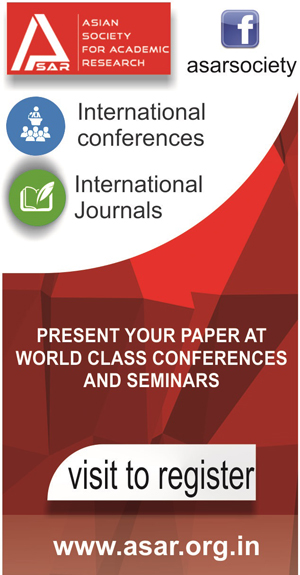 ASAR
ASIAN
SOCIETY
FOR ACADEMIC
RESEARCH
f
asarsociety
International
conferences
International
Journals
PRESENT YOUR PAPER AT
WORLD CLASS CONFERENCES
AND SEMINARS
visit to register
www.asar.org.in